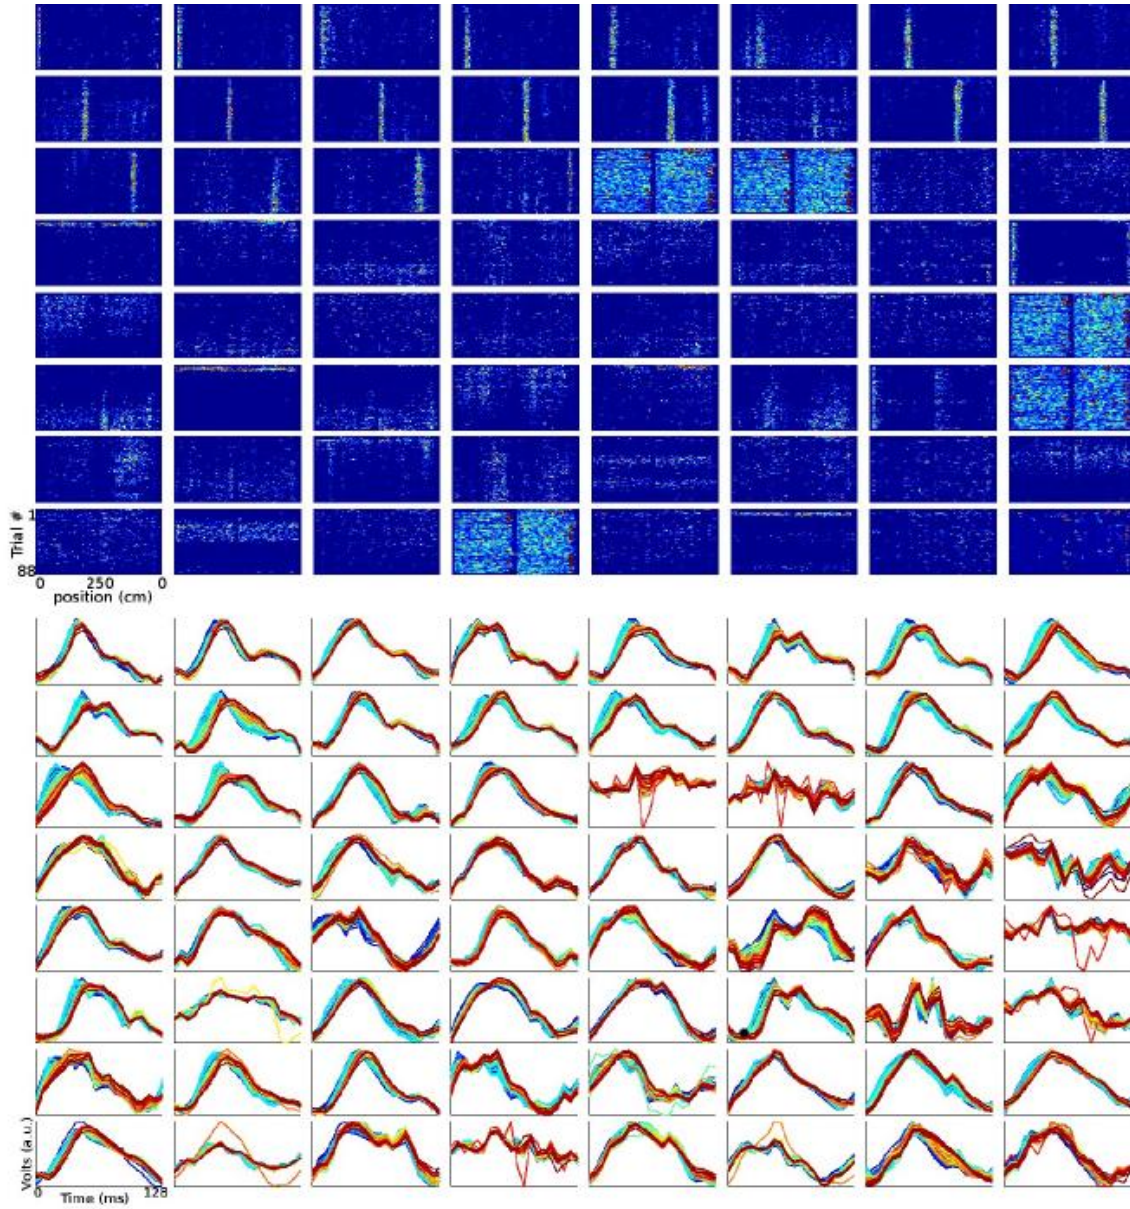 Trial # 1
88
0 250 0
position (cm)
Volts (a.u.)
0 128
Time (ms)